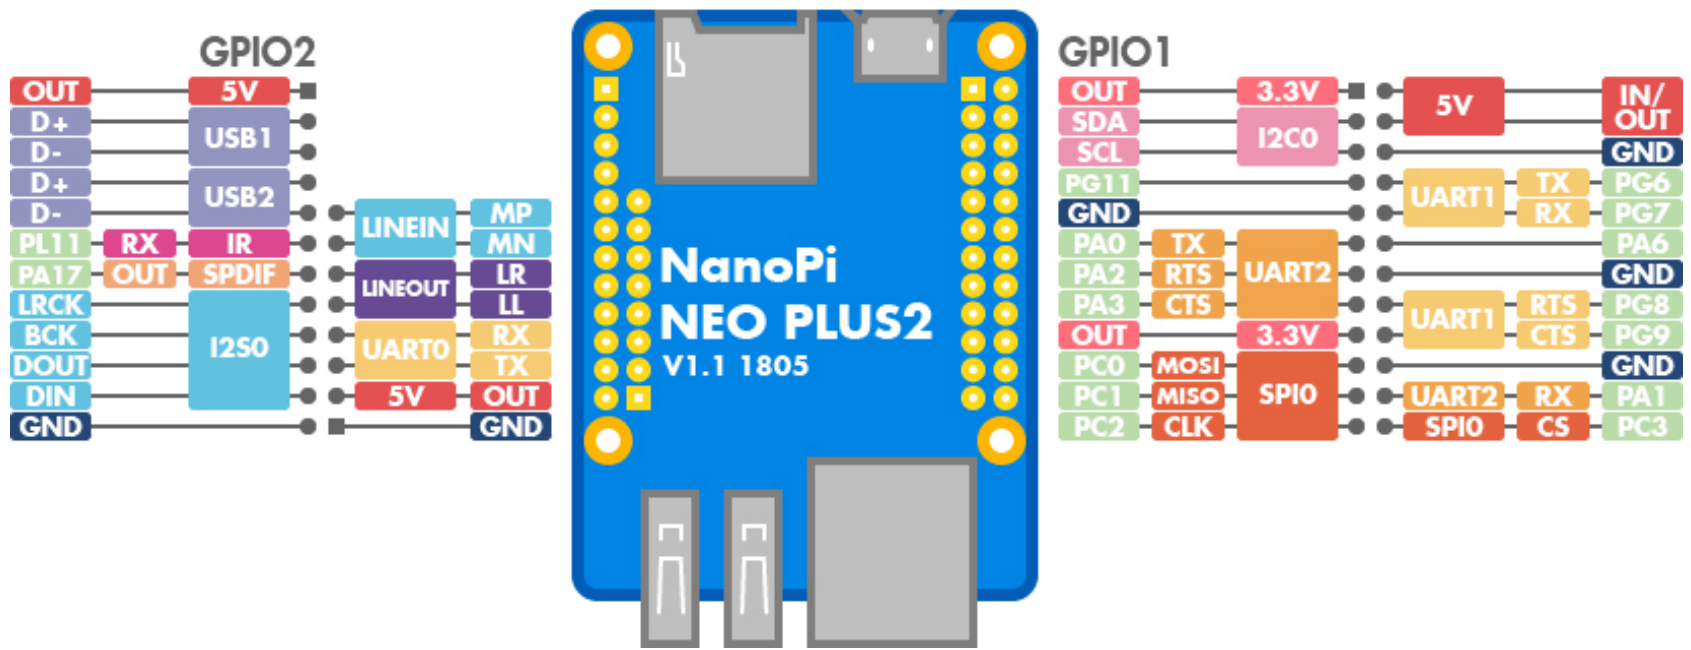 GPIO2
OUT 5V
D+ USB1
D-
D+ USB2
D-
PL11 RX IR
PA17 OUT SPDIF
LRCK I2S0
BCK
DOUT
DIN
GND
LINEIN MP
MN
LINEOUT LR
LL
UART0 RX
TX
5V OUT
GND
NanoPi
NEO PLUS2
V1.1 1805
GPIO1
OUT 3.3V
SDA I2C0
SCL
PG11
GND
PA0 TX UART2
PA2 RTS
PA3 CTS
OUT 3.3V
PC0 MOSI SPI0
PC1 MISO
PC2 CLK
5V IN/
OUT
GND
UART1 TX PG6
RX PG7
PA6
GND
UART1 RTS PG8
CTS PG9
GND
UART2 RX PA1
SPI0 CS PC3